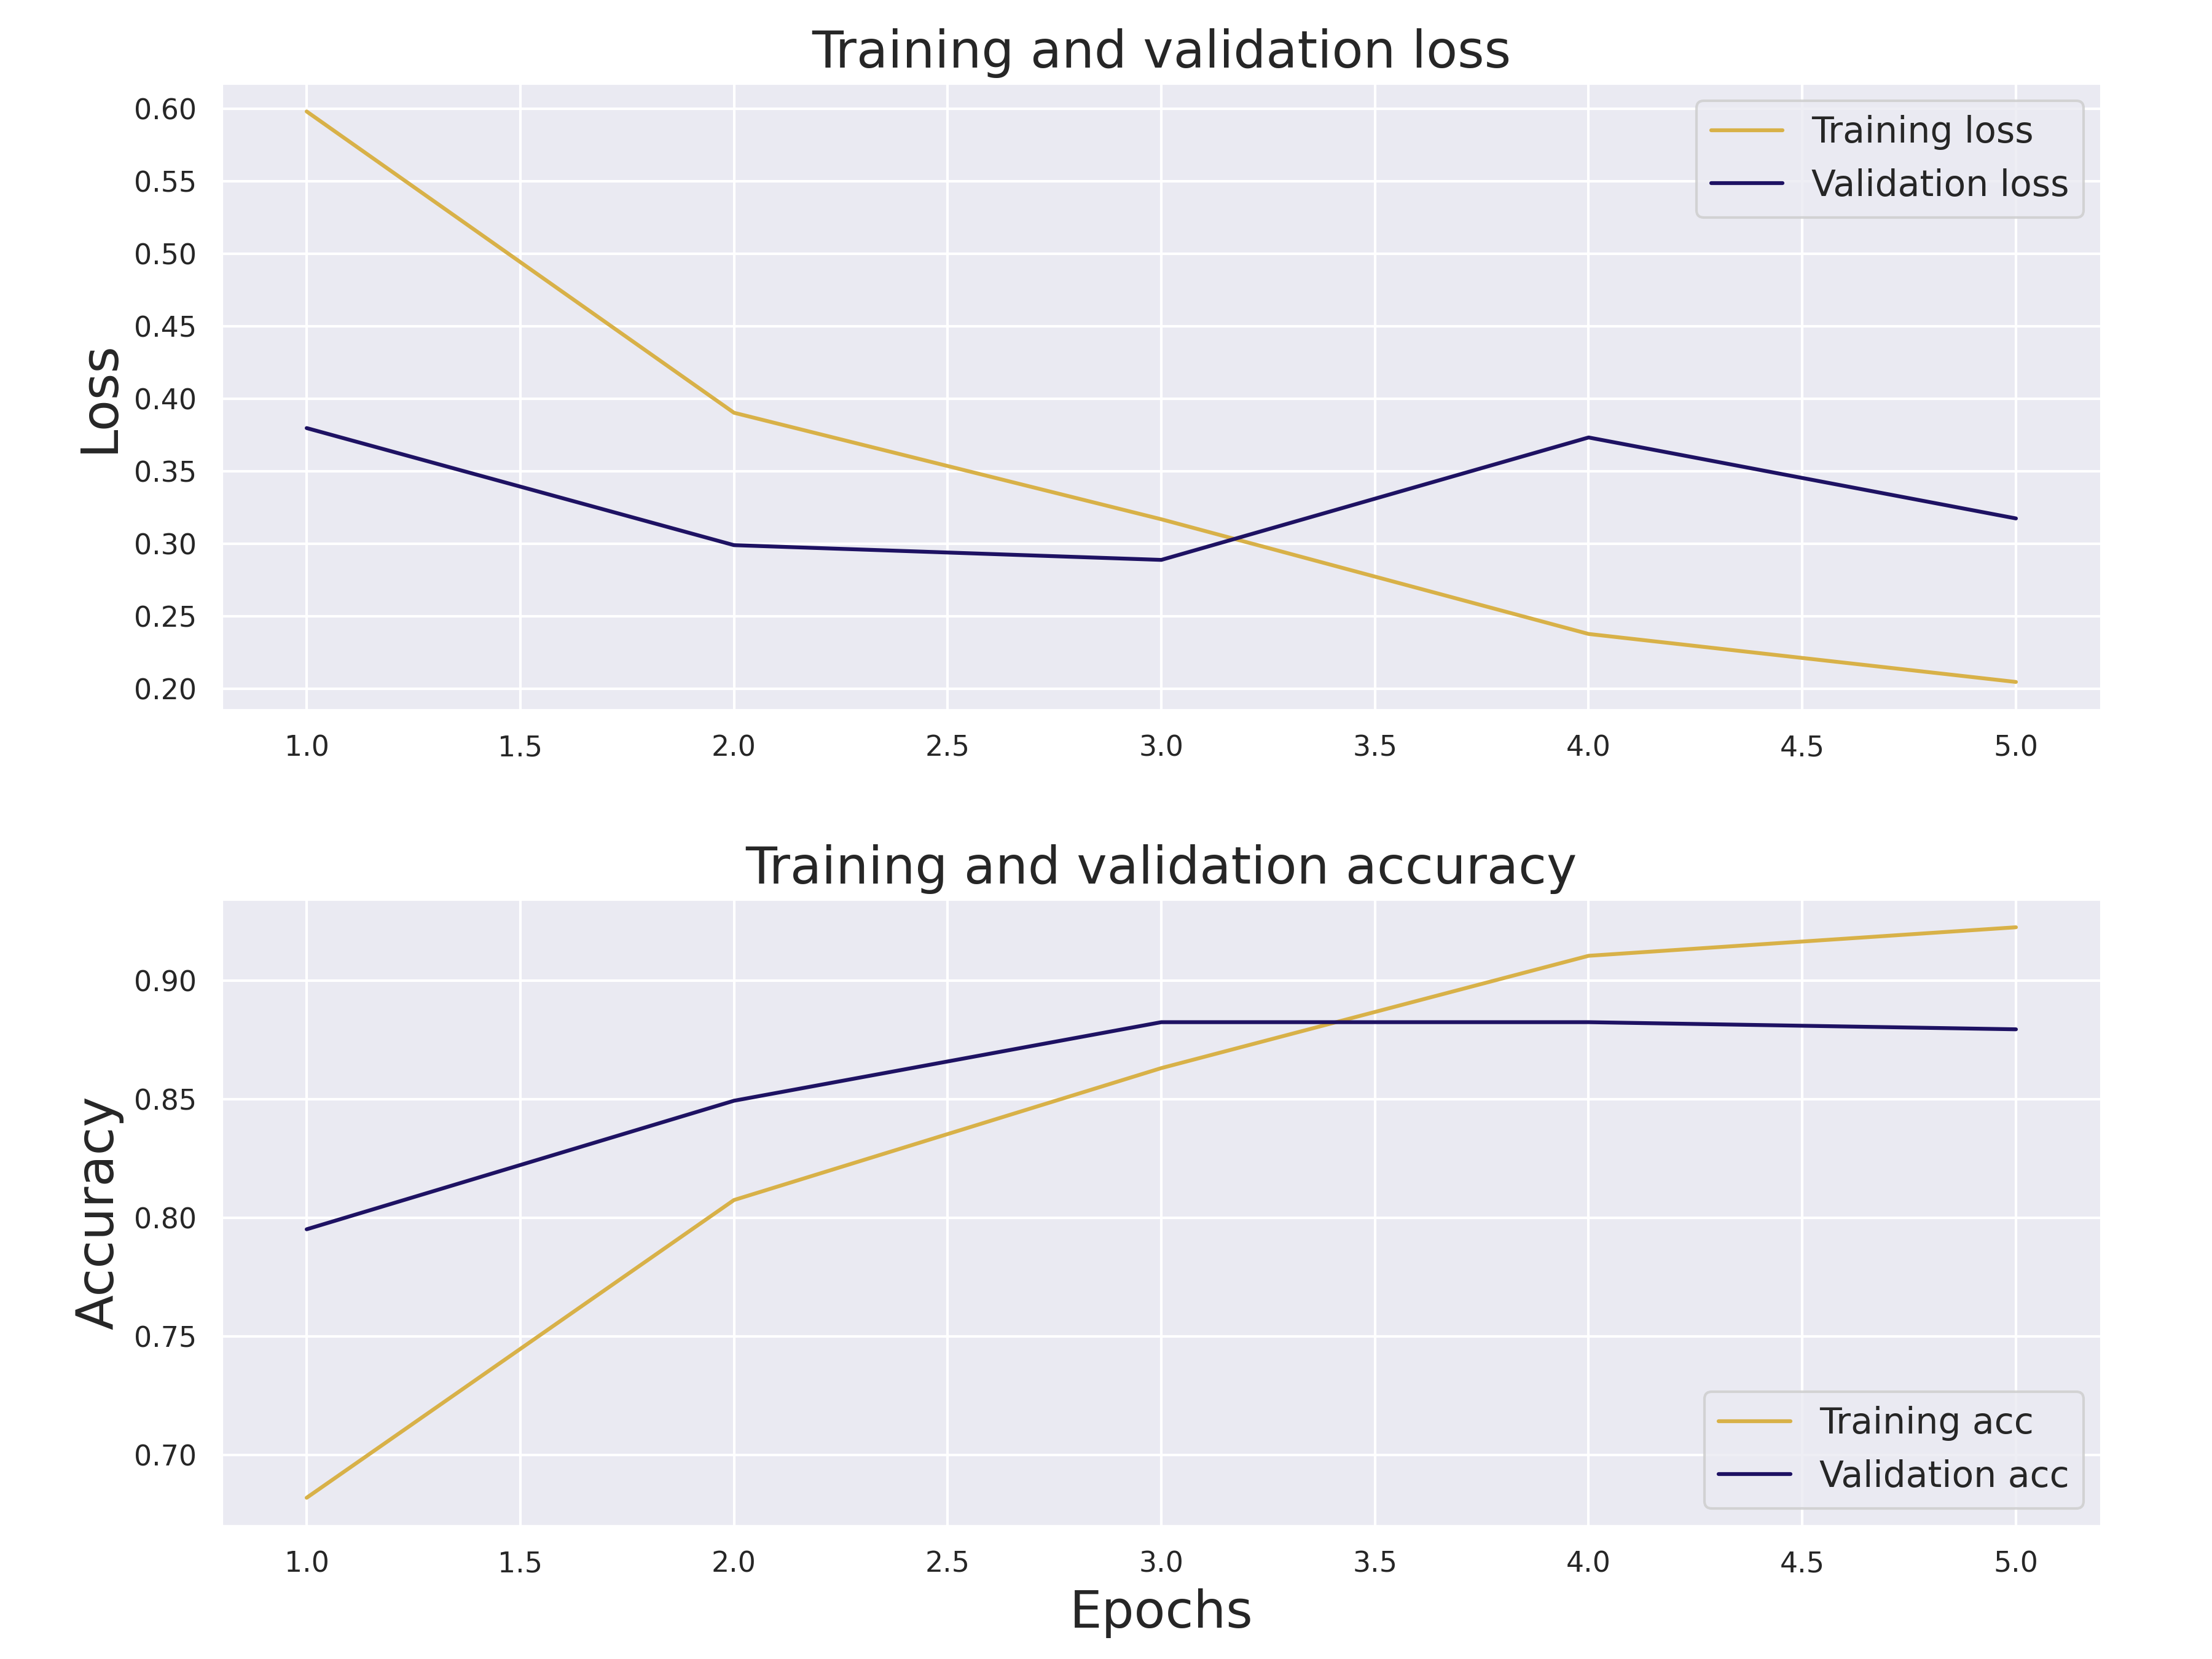 Training and validation loss
Loss
0.60
0.55
0.50
0.45
0.40
0.35
0.30
0.25
0.20
Training loss
Validation loss
1.0 1.5 2.0 2.5 3.0 3.5 4.0 4.5 5.0
Training and validation accuracy
Accuracy
0.90
0.85
0.80
0.75
0.70
Training acc
Validation acc
1.0 1.5 2.0 2.5 3.0 3.5 4.0 4.5 5.0
Epochs